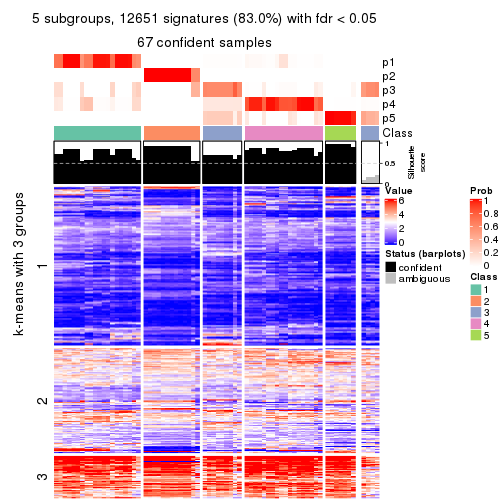 5 subgroups, 12651 signatures (83.0%) with fdr < 0.05
67 confident samples
p1
p2
p3
p4
p5
Class
1
0.5
0
Silhouette
score
k-means with 3 groups
1
2
3
Value
6
4
2
0
Status (barplots)
confident
ambiguous
Prob
1
0.8
0.6
0.4
0.2
0
Class
1
2
3
4
5